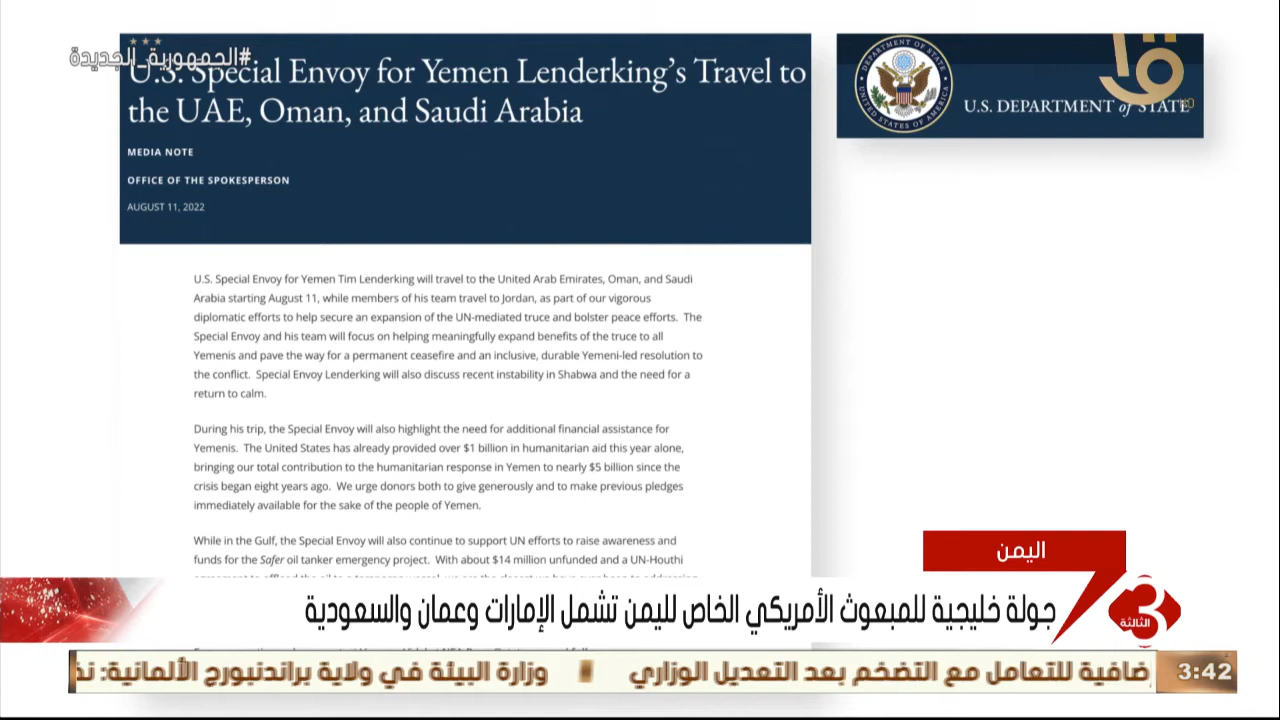 #الجمهورية_الجديدة
U.S. Special Envoy for Yemen Lenderking's Travel to
the UAE, Oman, and Saudi Arabia
MEDIA NOTE
OFFICE OF THE SPOKESPERSON
AUGUST 11, 2022
DEPARTMENT OF STATE
UNITED STATES OF AMERICA
U.S. DEPARTMENT of STATE
HD
U.S. Special Envoy for Yemen Tim Lenderking will travel to the United Arab Emirates, Oman, and Saudi
Arabia starting August 11, while members of his team travel to Jordan, as part of our vigorous
diplomatic efforts to help secure an expansion of the UN-mediated truce and bolster peace efforts. The
Special Envoy and his team will focus on helping meaningfully expand benefits of the truce to all
Yemenis and pave the way for a permanent ceasefire and an inclusive, durable Yemeni-led resolution to
the conflict. Special Envoy Lenderking will also discuss recent instability in Shabwa and the need for a
return to calm.
During his trip, the Special Envoy will also highlight the need for additional financial assistance for
Yemenis. The United States has already provided over $1 billion in humanitarian aid this year alone,
bringing our total contribution to the humanitarian response in Yemen to nearly $5 billion since the
crisis began eight years ago. We urge donors both to give generously and to make previous pledges
immediately available for the sake of the people of Yemen.
While in the Gulf, the Special Envoy will also continue to support UN efforts to raise awareness and
funds for the Safer oil tanker emergency project. With about $14 million unfunded and a UN-Houthi
اليمن
جولة خليجية للمبعوث الأمريكي الخاص لليمن تشمل الإمارات وعمان والسعودية
3 الثالثة
3:42
ضافية للتعامل مع التضخم بعد التعديل الوزاري
وزارة البيئة في ولاية براندنبورج الألمانية: نذ